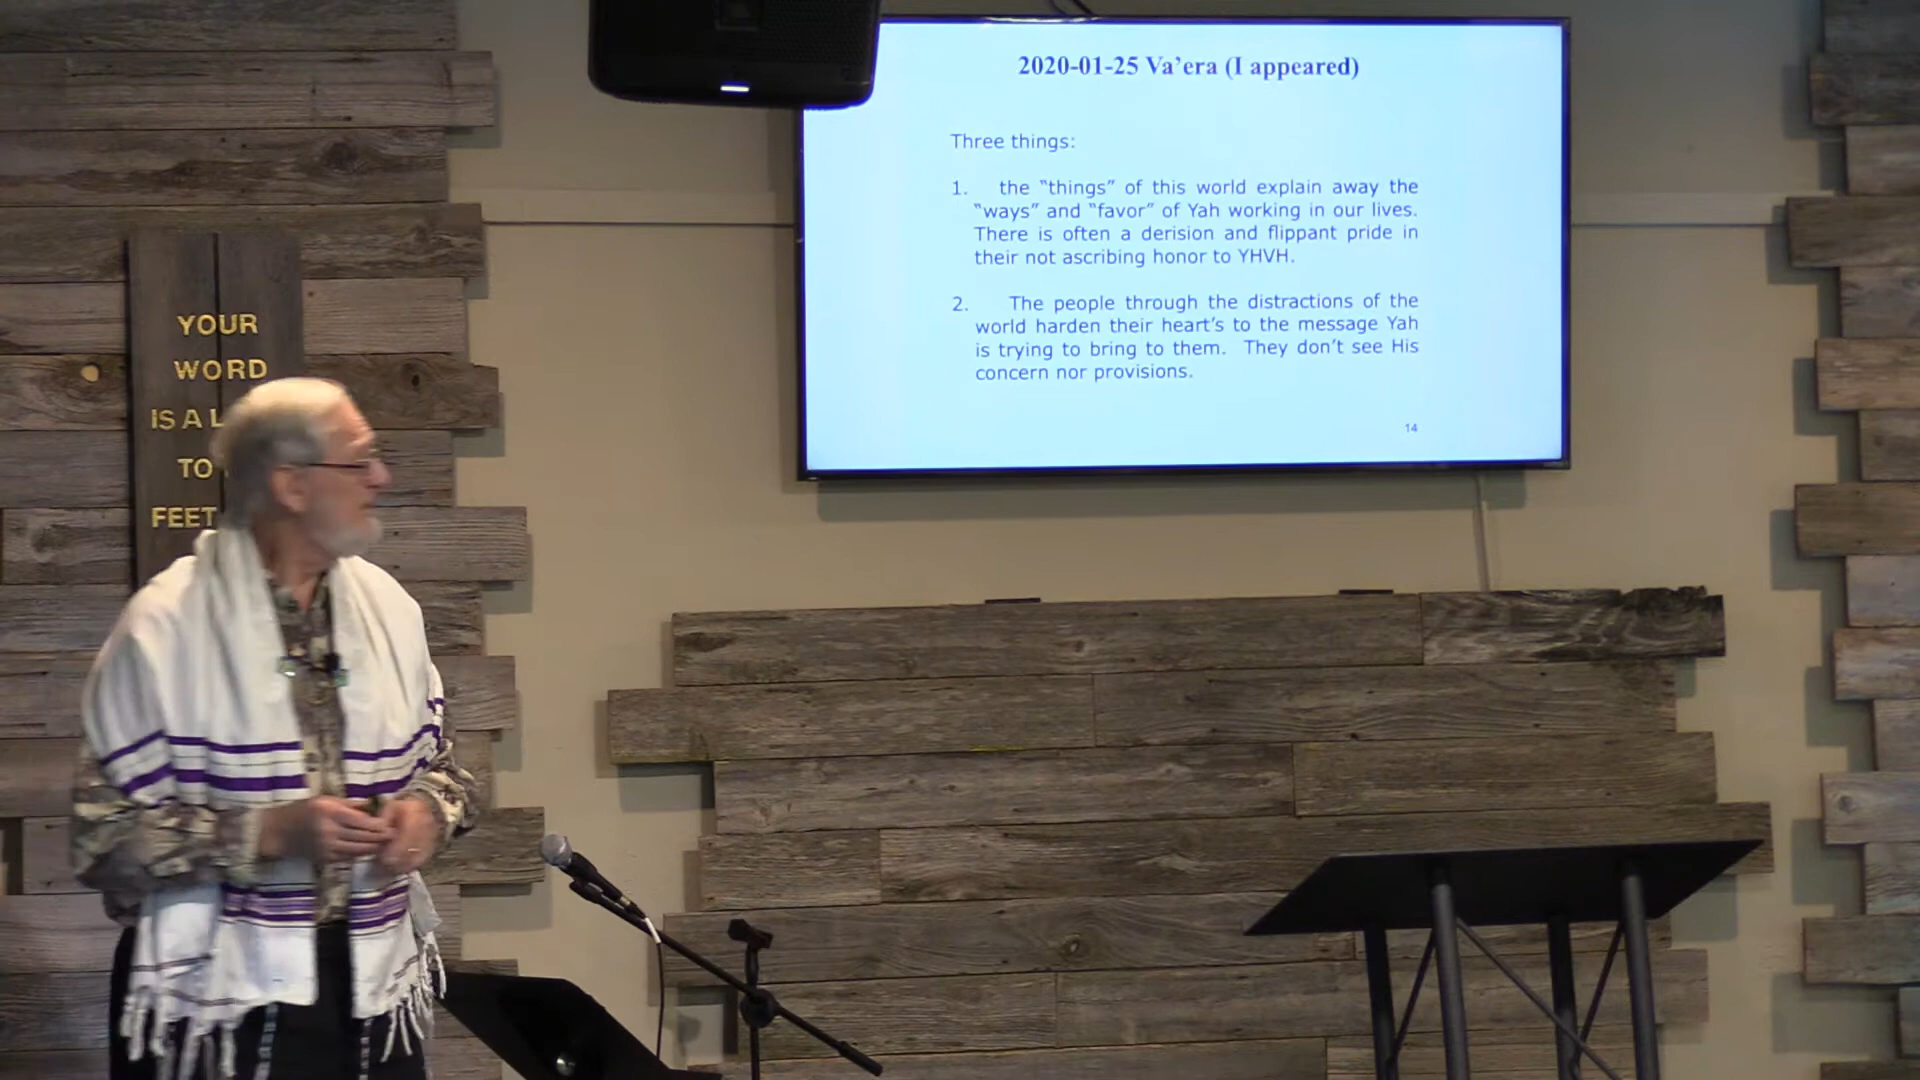 2020-01-25 Va’era (I appeared)
Three things:
1. the “things” of this world explain away the
“ways” and “favor” of Yah working in our lives.
There is often a derision and flippant pride in
their not ascribing honor to YHVH.
2. The people through the distractions of the
world harden their heart’s to the message Yah
is trying to bring to them. They don’t see His
concern nor provisions.
14
YOUR
WORD
IS A L
TO
FEET